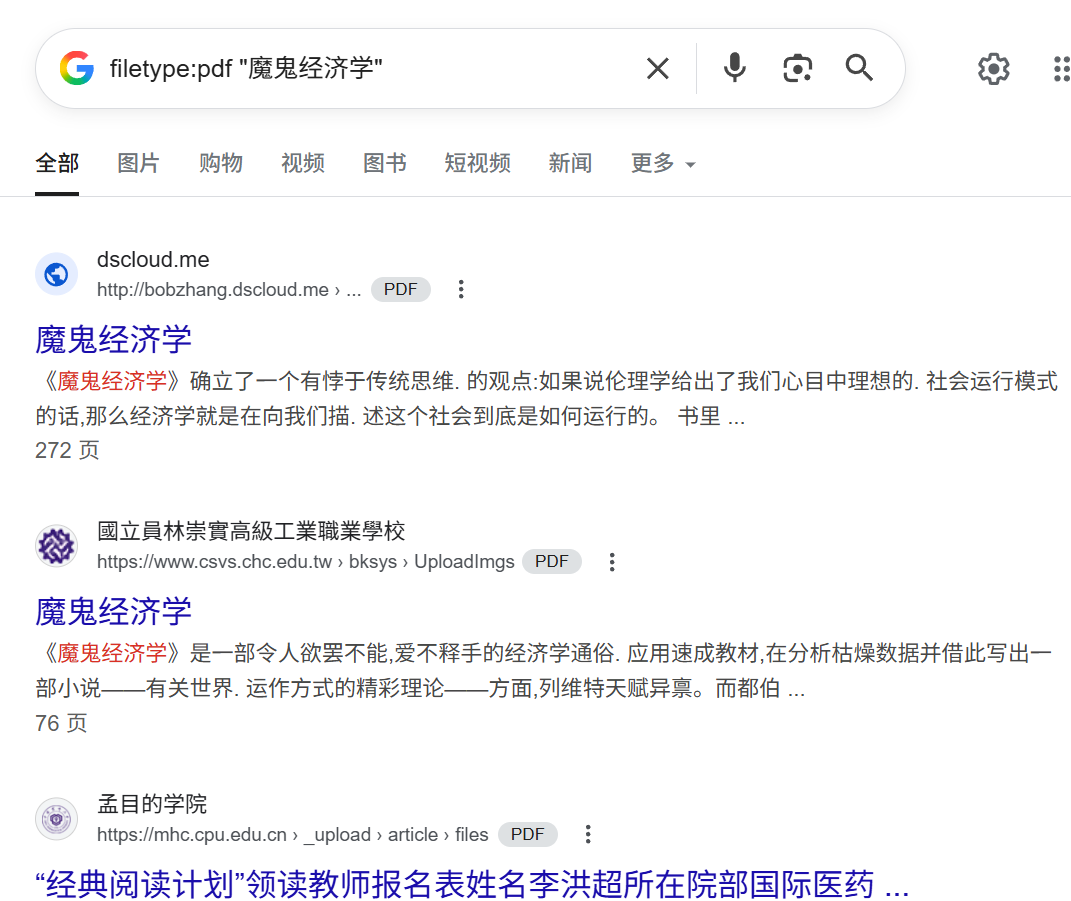 filetype:pdf "魔鬼经济学"
全部 图片 购物 视频 图书 短视频 新闻 更多
dscloud.me
http://bobzhang.dscloud.me › ... PDF
魔鬼经济学
《魔鬼经济学》确立了一个有悖于传统思维. 的观点:如果说伦理学给出了我们心目中理想的. 社会运行模式
的话,那么经济学就是在向我们描. 述这个社会到底是如何运行的。 书里 ...
272 页
國立員林崇實高級工業職業學校
https://www.csvs.chc.edu.tw › bksys › UploadImgs PDF
魔鬼经济学
《魔鬼经济学》是一部令人欲罢不能,爱不释手的经济学通俗. 应用速成教材,在分析枯燥数据并借此写出一
部小说——有关世界. 运作方式的精彩理论——方面,列维特天赋异禀。而都伯 ...
76 页
孟目的学院
https://mhc.cpu.edu.cn › _upload › article › files PDF
“经典阅读计划”领读教师报名表姓名李洪超所在院部国际医药 ...